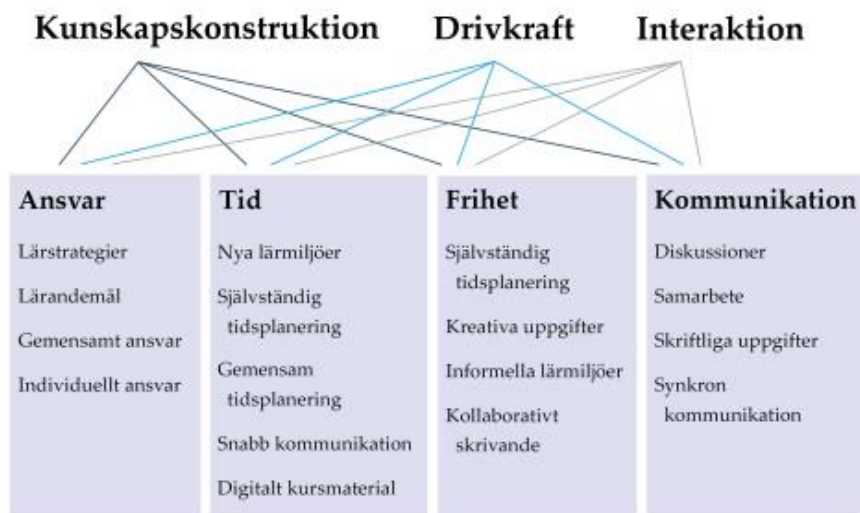 Kunskapskonstruktion Drivkraft Interaktion
Ansvar
Lärstrategier
Lärandemål
Gemensamt ansvar
Individuellt ansvar
Tid
Nya lärmiljöer
Självständig
tidsplanering
Gemensam
tidsplanering
Snabb kommunikation
Digitalt kursmaterial
Frihet
Självständig
tidsplanering
Kreativa uppgifter
Informella lärmiljöer
Kollaborativt
skrivande
Kommunikation
Diskussioner
Samarbete
Skriftliga uppgifter
Synkron
kommunikation